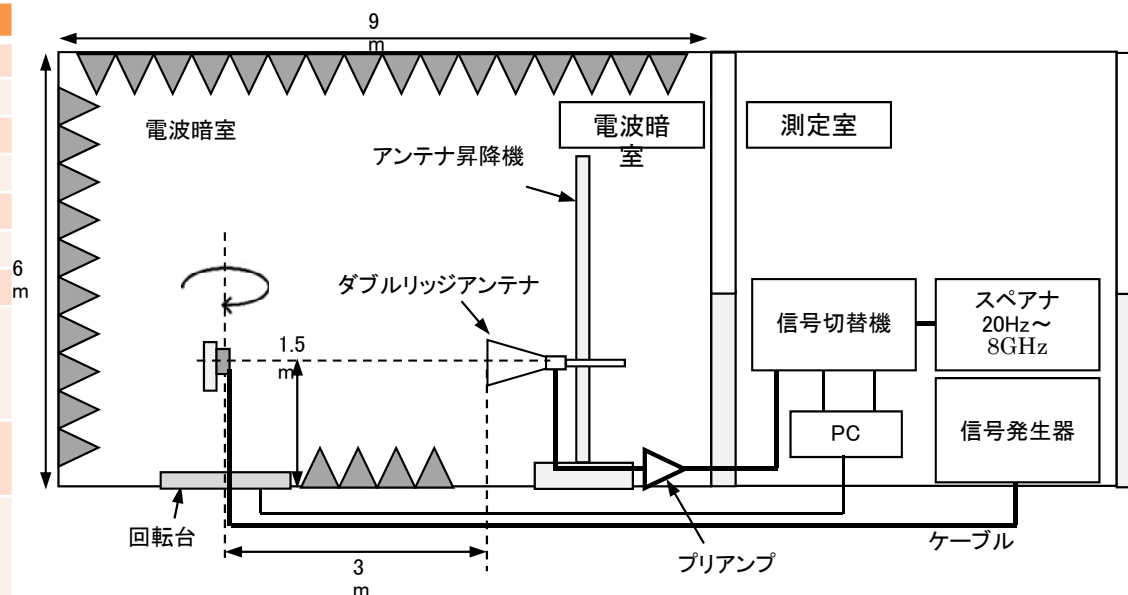 9
m
電波暗室
電波暗
室
測定室
アンテナ昇降機
6
m
ダブルリッジアンテナ
信号切替機
スペアナ
20Hz～
8GHz
1.5
m
PC
信号発生器
回転台
ケーブル
プリアンプ
3
m